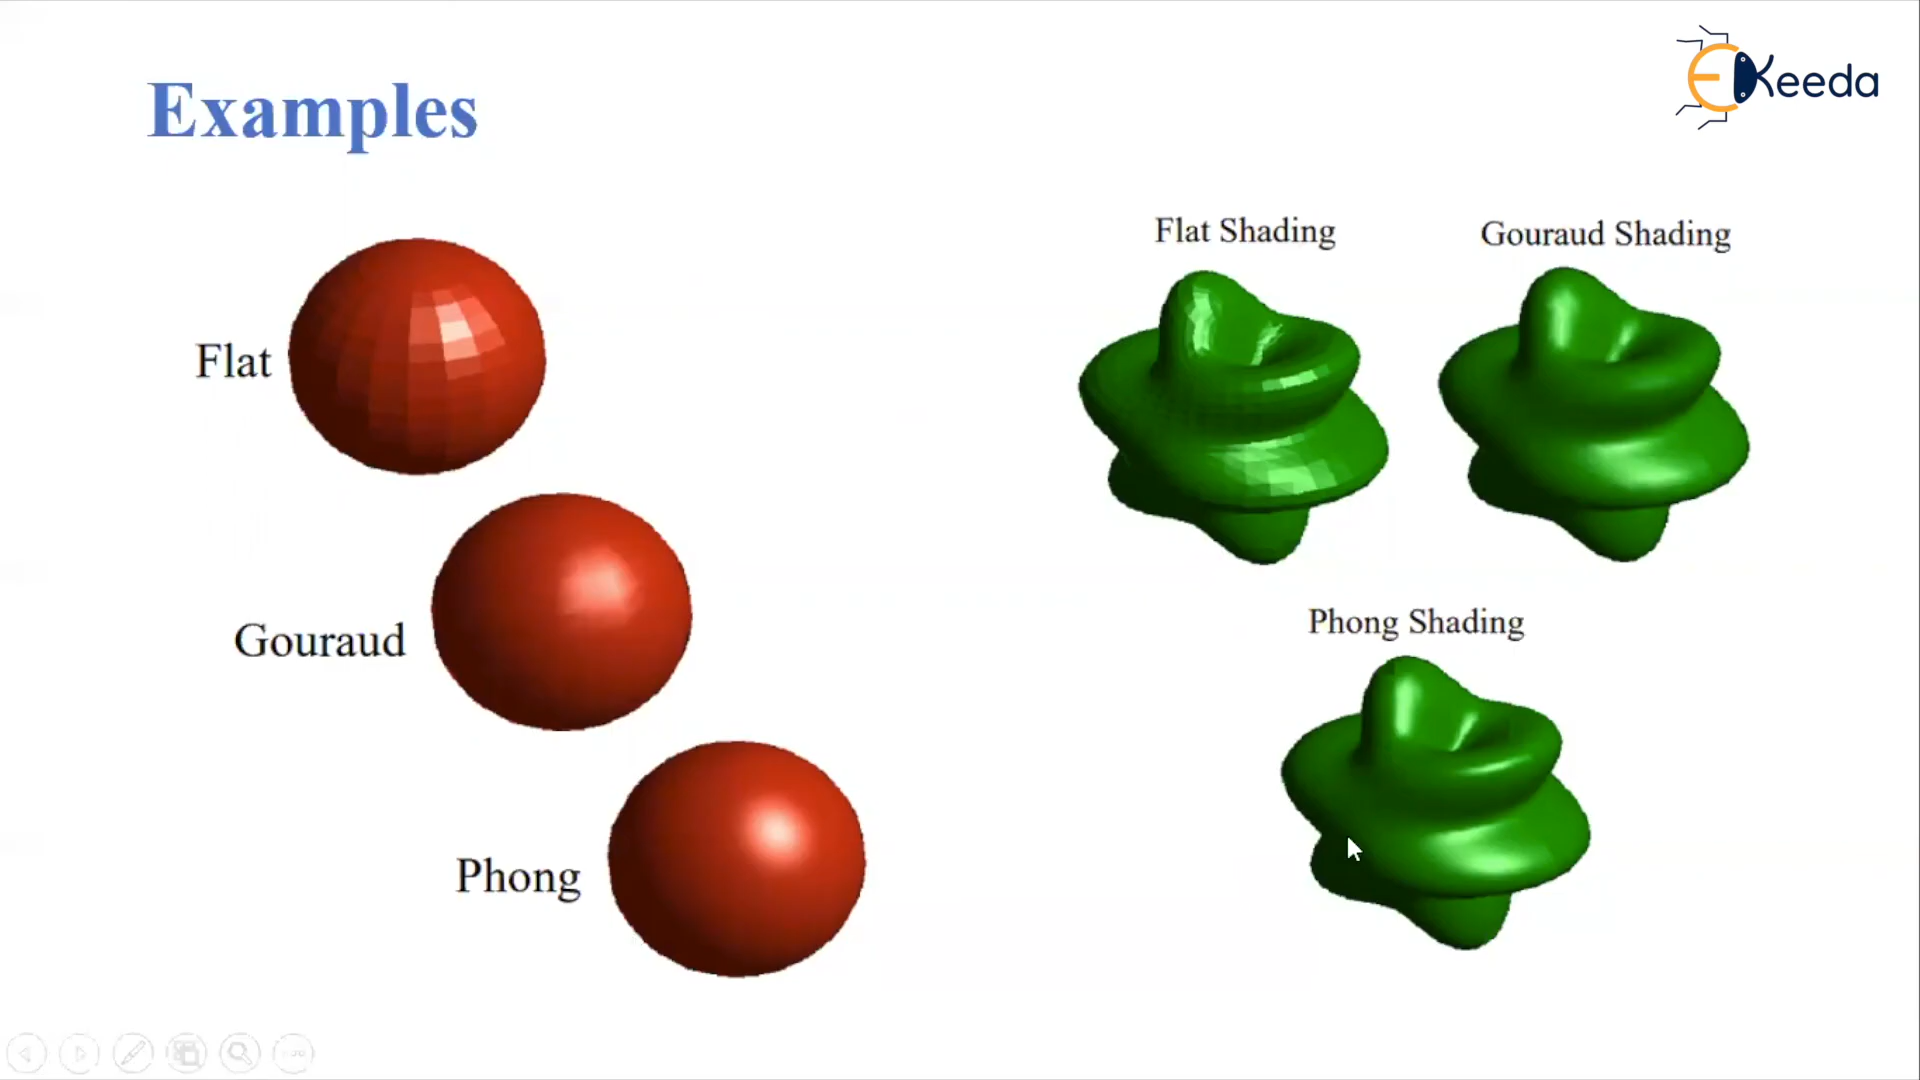 Examples
EKeeda
Flat
Gouraud
Phong
Flat Shading
Gouraud Shading
Phong Shading